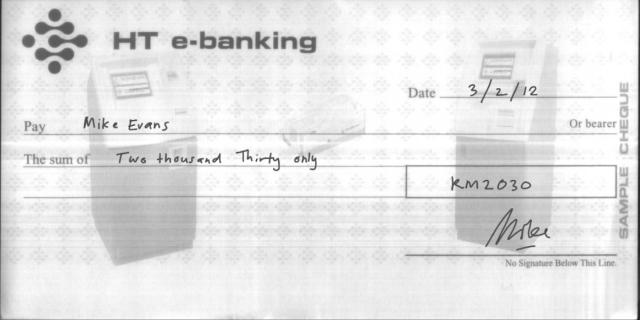 HT e-banking
Date 3/2/12
Pay Mike Evans Or bearer
The sum of Two thousand Thirty only
RM2030
Mike
No Signature Below This Line.
SAMPLE CHEQUE